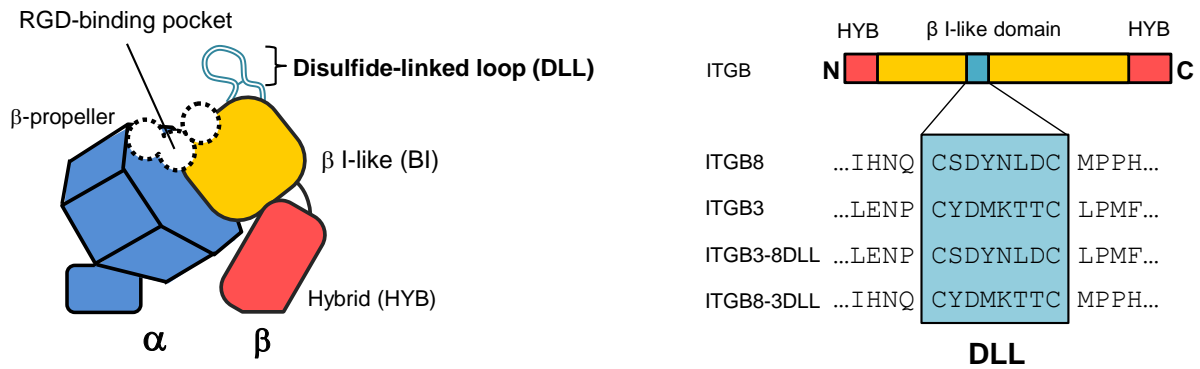 RGD-binding pocket
Disulfide-linked loop (DLL)
β-propeller
β I-like (BI)
Hybrid (HYB)
α β
HYB β I-like domain HYB
ITGB N C
ITGB8 ...IHNQ CSDYNLDC MPPH...
ITGB3 ...LENP CYDMKTTC LPMF...
ITGB3-8DLL ...LENP CSDYNLDC LPMF...
ITGB8-3DLL ...IHNQ CYDMKTTC MPPH...
DLL